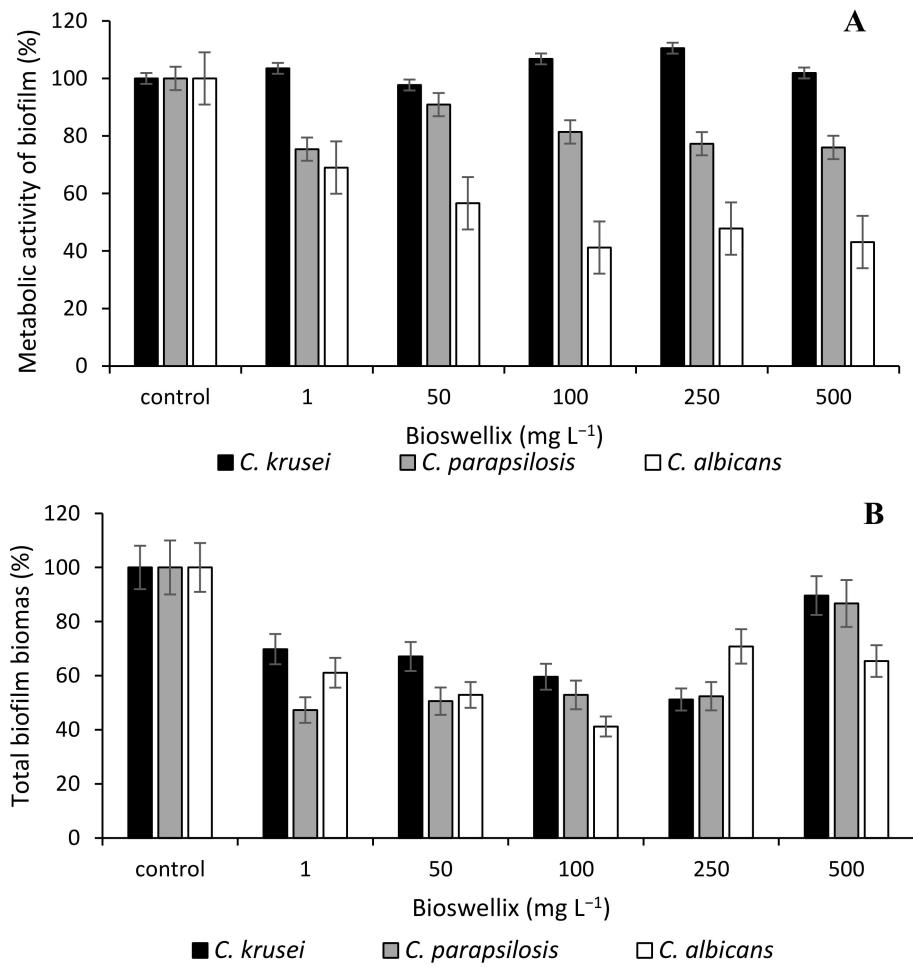 A
Metabolic activity of biofilm (%)
120
100
80
60
40
20
0
control 1 50 100 250 500
Bioswellix (mg L⁻¹)
C. krusei C. parapsilosis C. albicans
B
Total biofilm biomas (%)
120
100
80
60
40
20
0
control 1 50 100 250 500
Bioswellix (mg L⁻¹)
C. krusei C. parapsilosis C. albicans